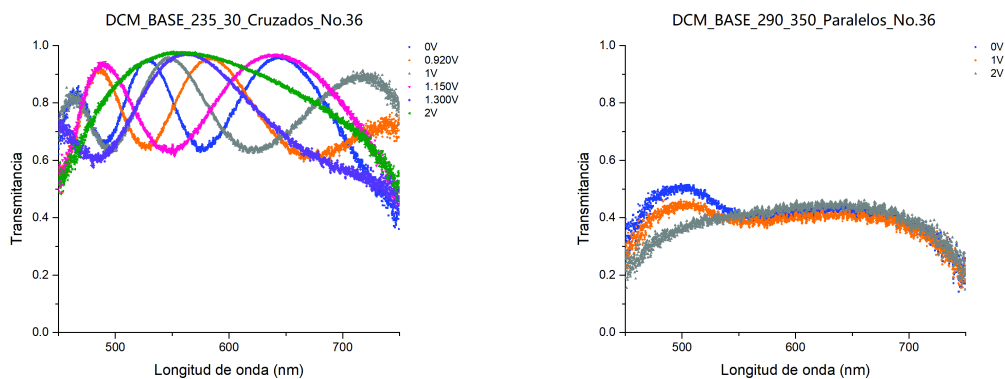 DCM_BASE_235_30_Cruzados_No.36
1.0
0.8
0.6
0.4
0.2
0.0
Transmitancia
500
600
700
Longitud de onda (nm)
0V
0.920V
1V
1.150V
1.300V
2V
DCM_BASE_290_350_Paralelos_No.36
1.0
0.8
0.6
0.4
0.2
0.0
Transmitancia
500
600
700
Longitud de onda (nm)
0V
1V
2V